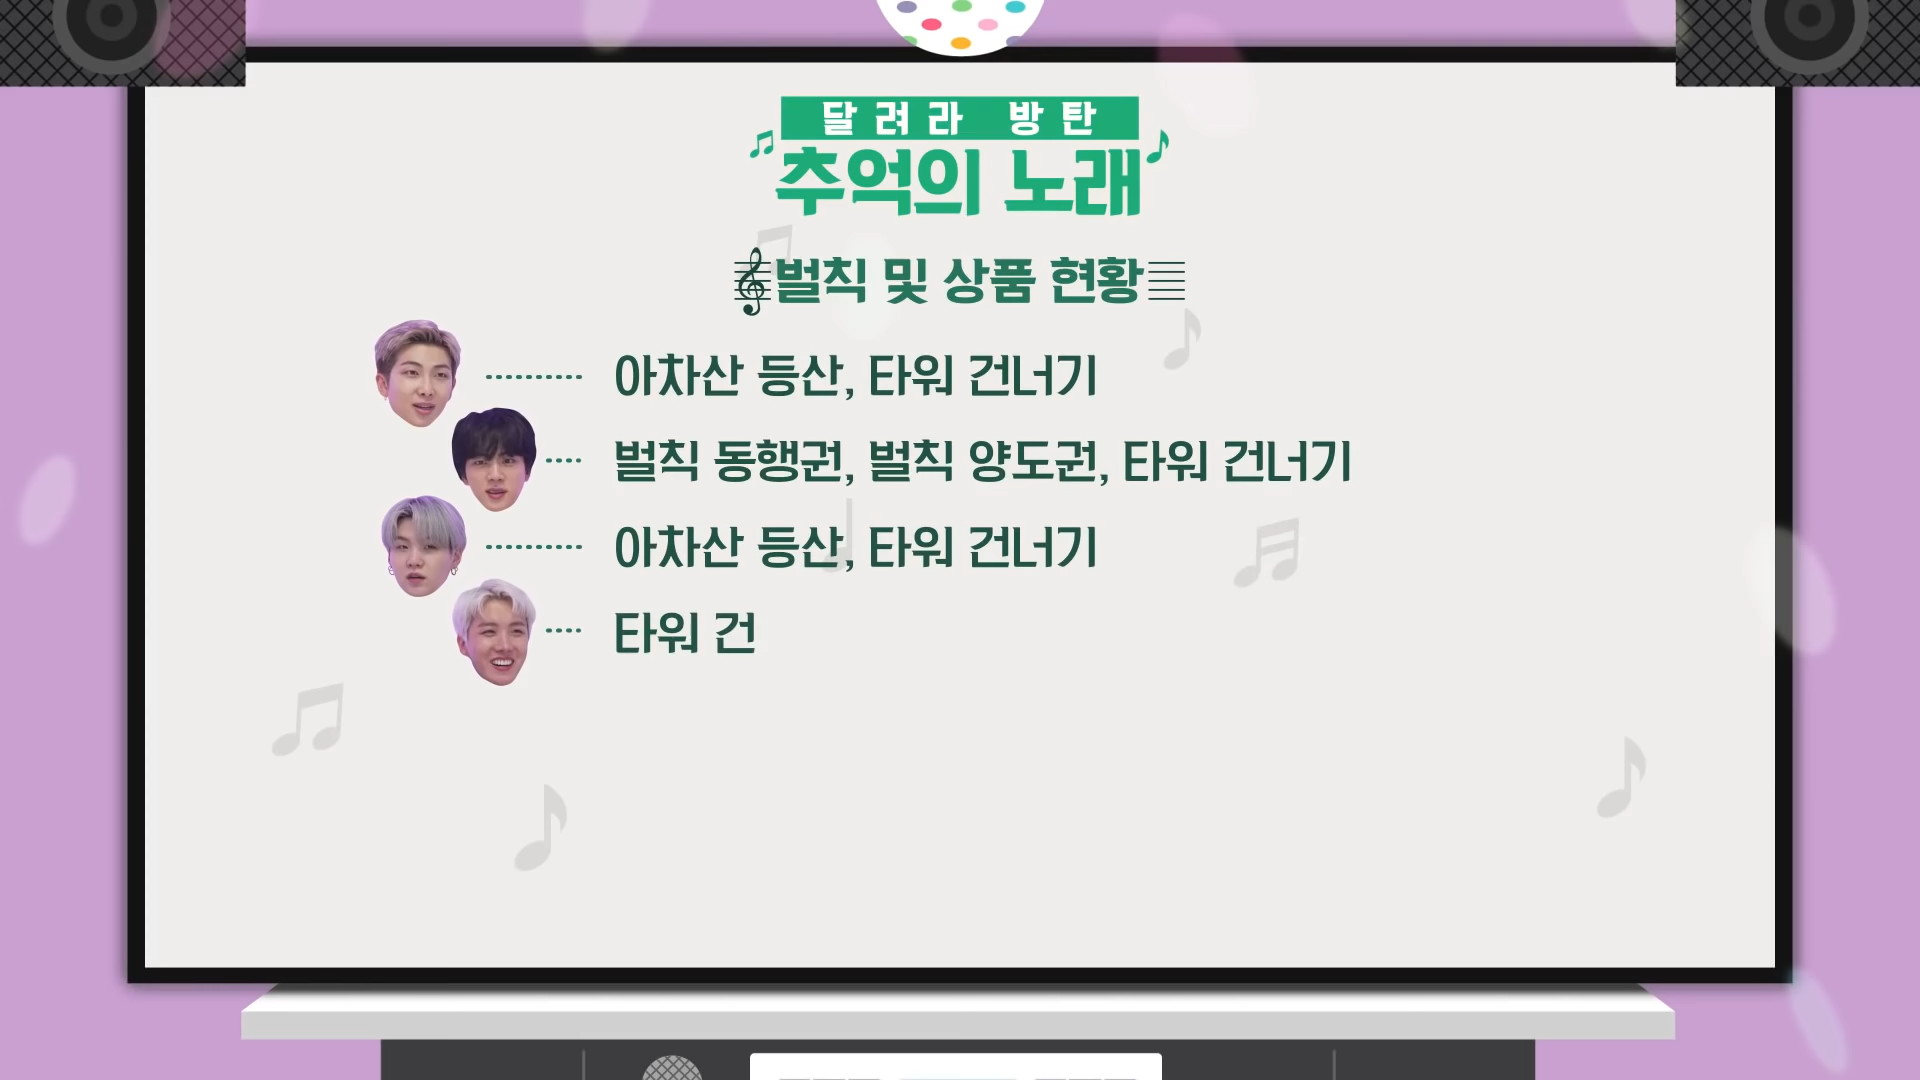 달려라 방탄
추억의 노래
벌칙 및 상품 현황
아차산 등산, 타워 건너기
벌칙 동행권, 벌칙 양도권, 타워 건너기
아차산 등산, 타워 건너기
타워 건